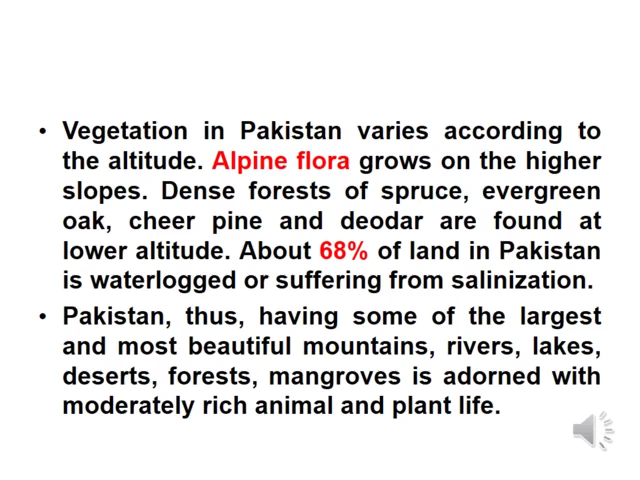 • Vegetation in Pakistan varies according to
the altitude. Alpine flora grows on the higher
slopes. Dense forests of spruce, evergreen
oak, cheer pine and deodar are found at
lower altitude. About 68% of land in Pakistan
is waterlogged or suffering from salinization.
• Pakistan, thus, having some of the largest
and most beautiful mountains, rivers, lakes,
deserts, forests, mangroves is adorned with
moderately rich animal and plant life.